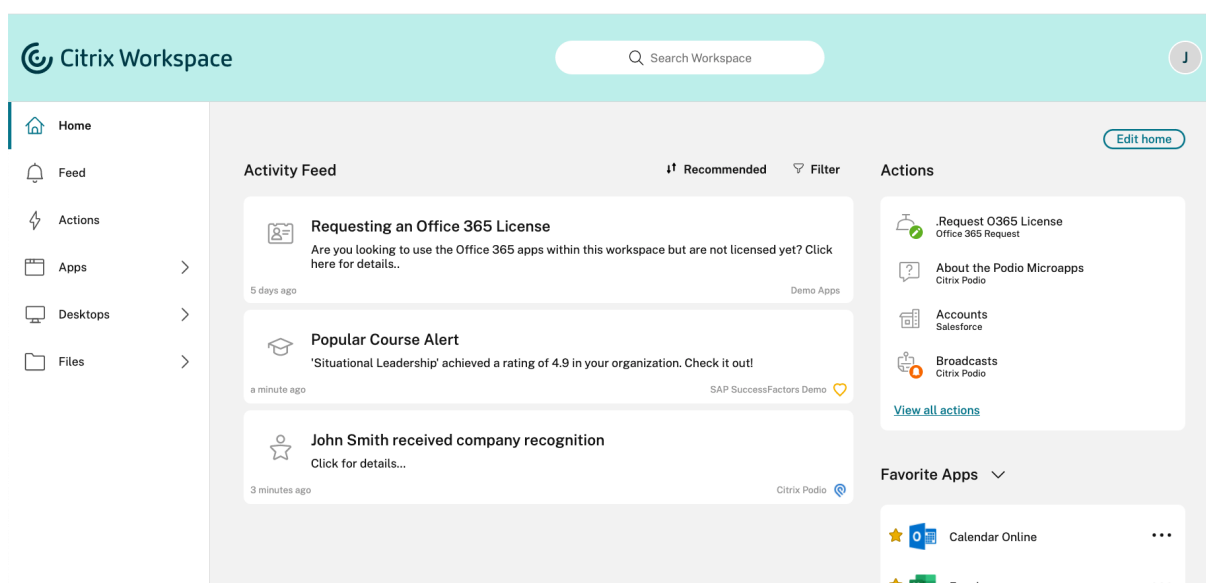 Citrix Workspace
Search Workspace
J
Home
Feed
Actions
Apps
Desktops
Files
Edit home
Activity Feed
Recommended
Filter
Requesting an Office 365 License
Are you looking to use the Office 365 apps within this workspace but are not licensed yet? Click
here for details..
5 days ago
Demo Apps
Popular Course Alert
'Situational Leadership' achieved a rating of 4.9 in your organization. Check it out!
a minute ago
SAP SuccessFactors Demo
John Smith received company recognition
Click for details...
3 minutes ago
Citrix Podio
Actions
.Request O365 License
Office 365 Request
About the Podio Microapps
Citrix Podio
Accounts
Salesforce
Broadcasts
Citrix Podio
View all actions
Favorite Apps
Calendar Online